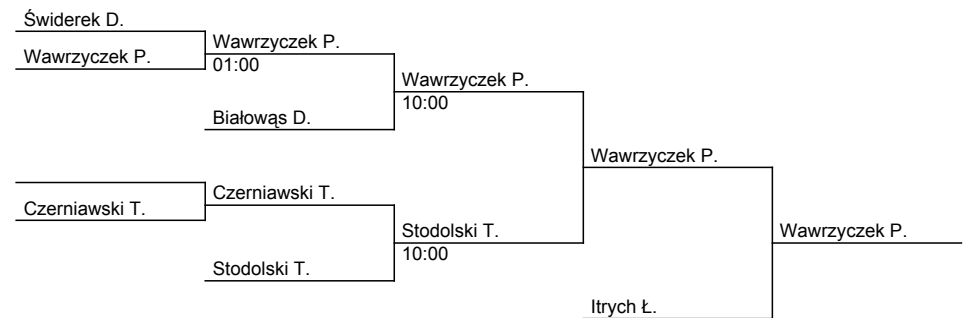 Świderek D.
Wawrzyczek P.
Wawrzyczek P.
01:00
Wawrzyczek P.
10:00
Białowąs D.
Wawrzyczek P.
Czerniawski T.
Czerniawski T.
Stodolski T.
10:00
Wawrzyczek P.
Stodolski T.
Itrych Ł.